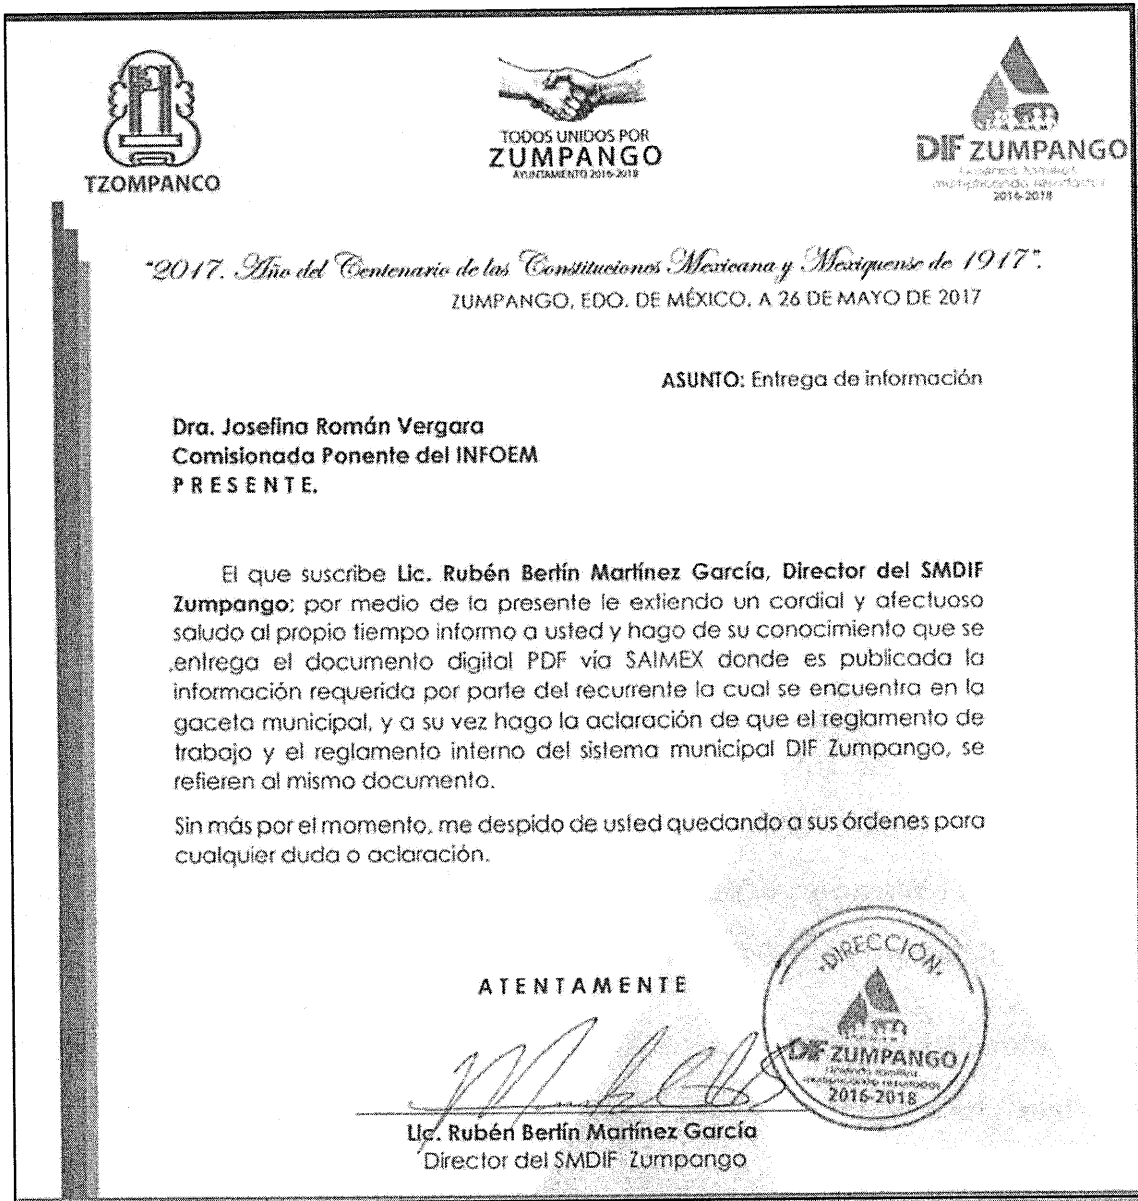 TZOMPANCO
TODOS UNIDOS POR
ZUMPANGO
AYUNTAMIENTO 2016-2018
DIF ZUMPANGO
2016-2018
"2017. Año del Centenario de las Constituciones Mexicana y Mexiquense de 1917".
ZUMPANGO, EDO. DE MÉXICO, A 26 DE MAYO DE 2017
ASUNTO: Entrega de información
Dra. Josefina Román Vergara
Comisionada Ponente del INFOEM
P R E S E N T E.
El que suscribe Lic. Rubén Bertín Martínez García, Director del SMDIF
Zumpango; por medio de la presente le extiendo un cordial y afectuoso
saludo al propio tiempo informo a usted y hago de su conocimiento que se
entrega el documento digital PDF vía SAIMEX donde es publicada la
información requerida por parte del recurrente la cual se encuentra en la
gaceta municipal, y a su vez hago la aclaración de que el reglamento de
trabajo y el reglamento interno del sistema municipal DIF Zumpango, se
refieren al mismo documento.
Sin más por el momento, me despido de usted quedando a sus órdenes para
cualquier duda o aclaración.
A T E N T A M E N T E
DIRECCIÓN
DIF ZUMPANGO
2016-2018
Lic. Rubén Bertín Martínez García
Director del SMDIF Zumpango